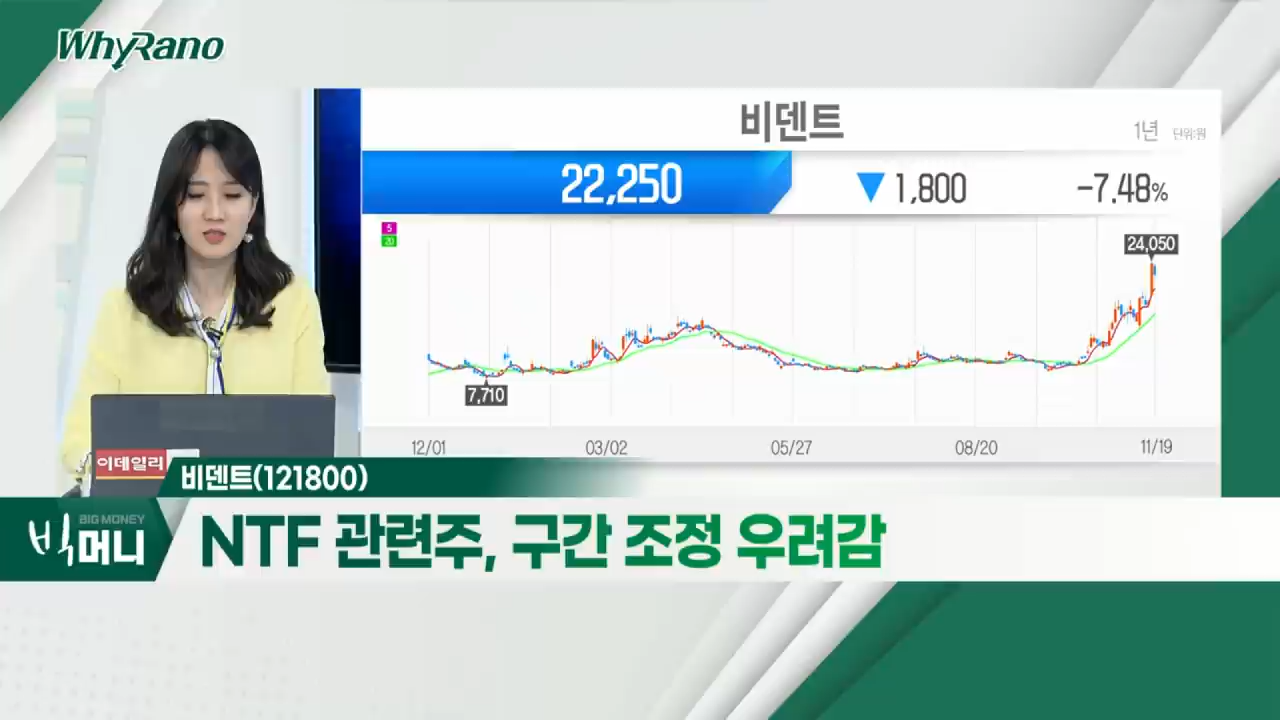 WhyRano
비덴트
1년 단위:원
22,250 ▼ 1,800 -7.48%
5
20
24,050
7,710
12/01 03/02 05/27 08/20 11/19
이데일리
비덴트(121800)
BIG MONEY
빅머니
NTF 관련주, 구간 조정 우려감